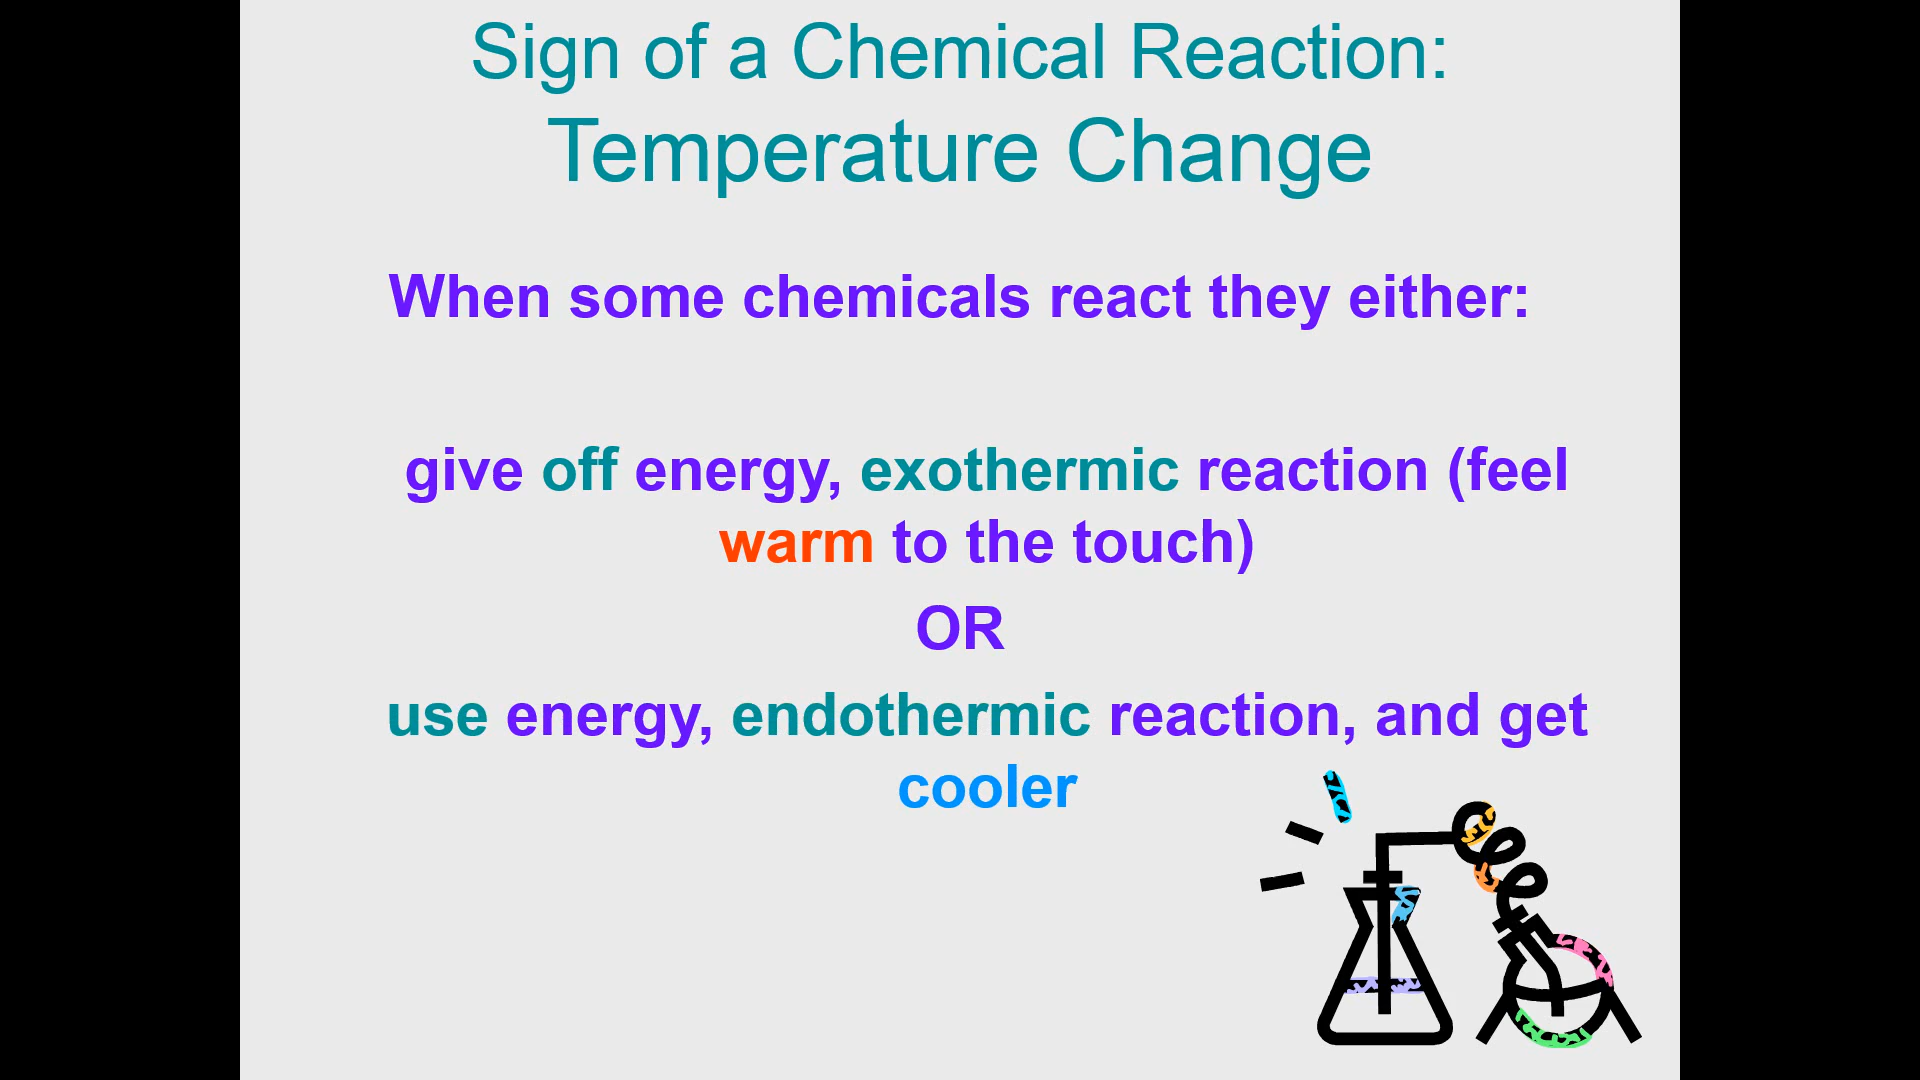 Sign of a Chemical Reaction:
Temperature Change
When some chemicals react they either:
give off energy, exothermic reaction (feel
warm to the touch)
OR
use energy, endothermic reaction, and get
cooler